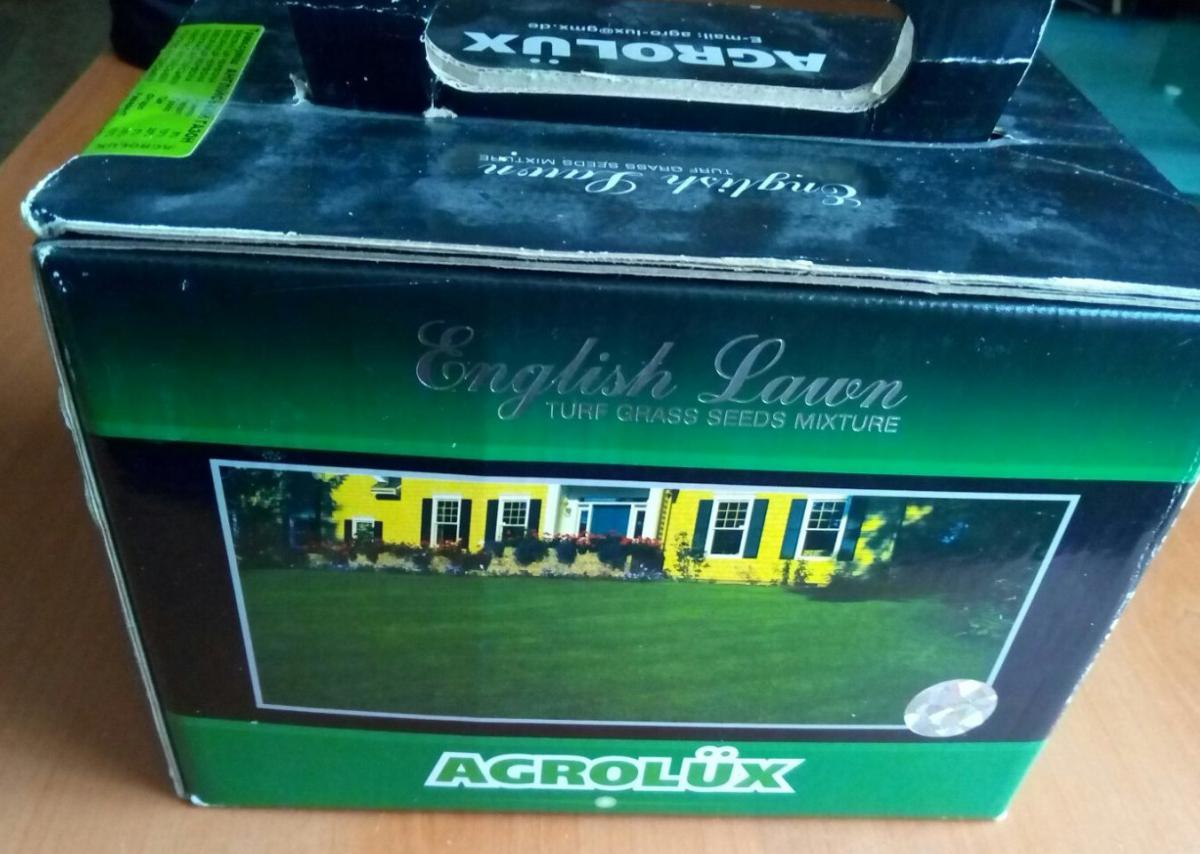 AGROLÜX
E-mail: agro-lux@gmx.de
English Lawn
TURF GRASS SEEDS MIXTURE
English Lawn
TURF GRASS SEEDS MIXTURE
AGROLÜX